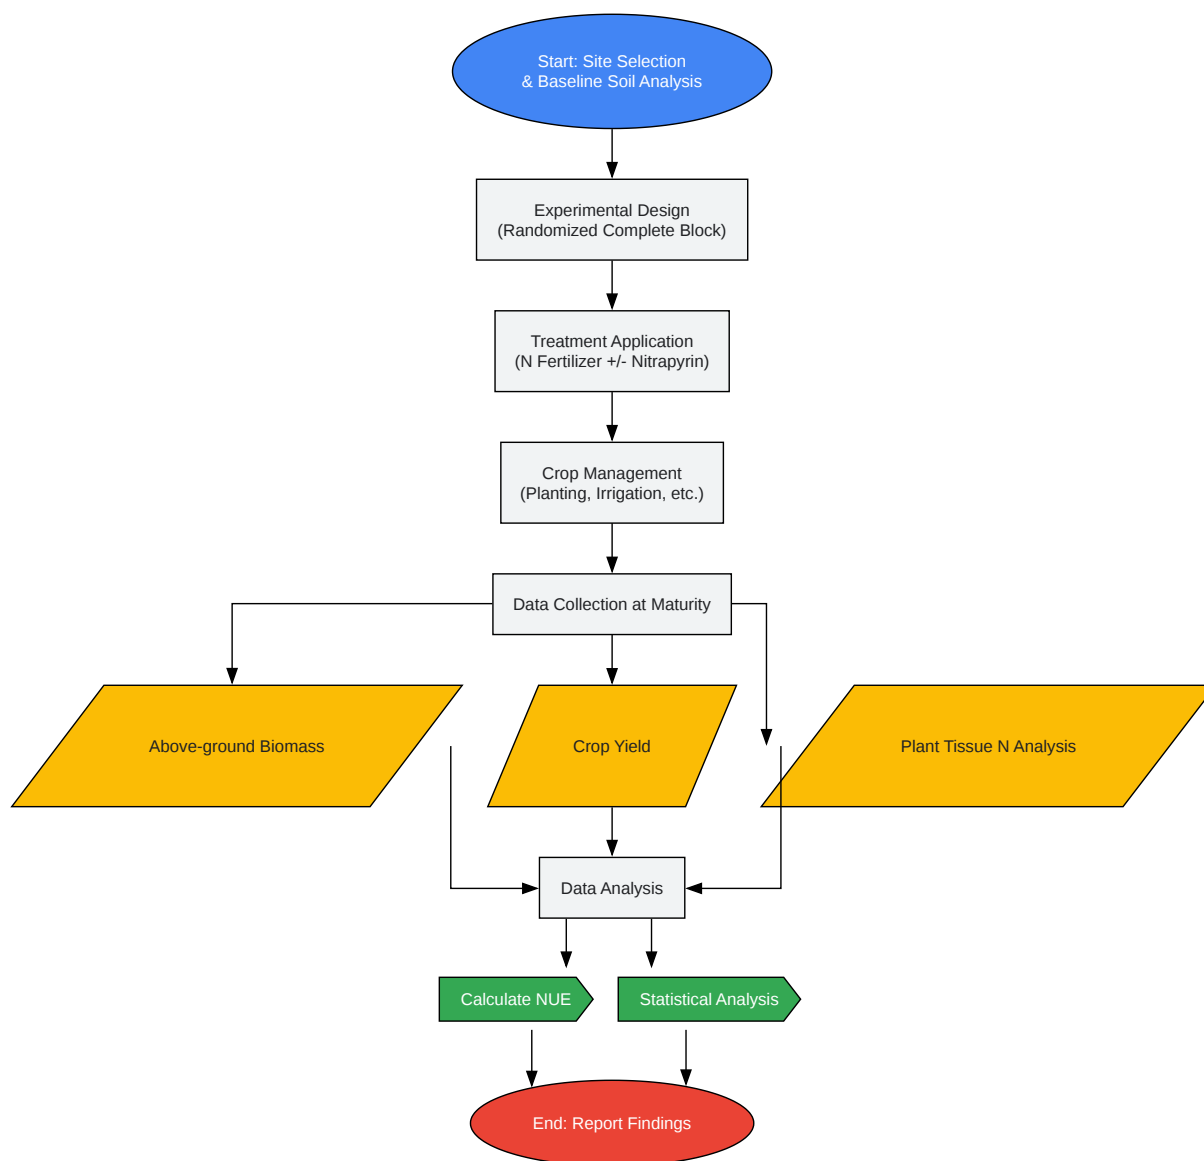 Start: Site Selection
& Baseline Soil Analysis
Experimental Design
(Randomized Complete Block)
Treatment Application
(N Fertilizer +/- Nitrapyrin)
Crop Management
(Planting, Irrigation, etc.)
Data Collection at Maturity
Above-ground Biomass
Crop Yield
Plant Tissue N Analysis
Data Analysis
Calculate NUE
Statistical Analysis
End: Report Findings